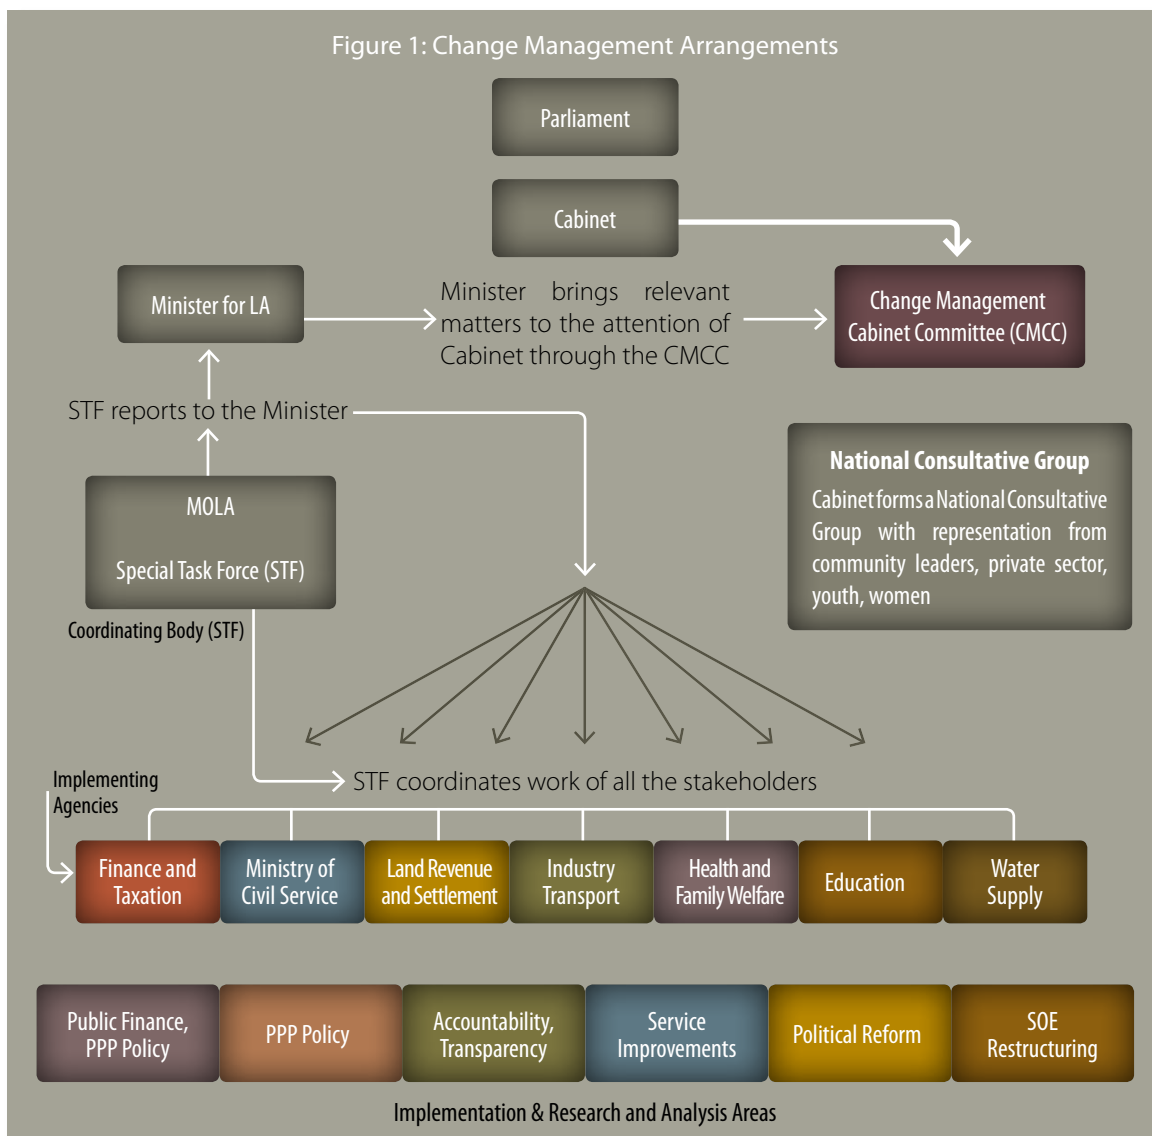 Figure 1: Change Management Arrangements
Parliament
Cabinet
Minister for LA
Minister brings relevant
matters to the attention of
Cabinet through the CMCC
Change Management
Cabinet Committee (CMCC)
STF reports to the Minister
MOLA
Special Task Force (STF)
Coordinating Body (STF)
National Consultative Group
Cabinet forms a National Consultative
Group with representation from
community leaders, private sector,
youth, women
STF coordinates work of all the stakeholders
Implementing
Agencies
Finance and
Taxation
Ministry of
Civil Service
Land Revenue
and Settlement
Industry
Transport
Health and
Family Welfare
Education
Water
Supply
Public Finance,
PPP Policy
PPP Policy
Accountability,
Transparency
Service
Improvements
Political Reform
SOE
Restructuring
Implementation & Research and Analysis Areas